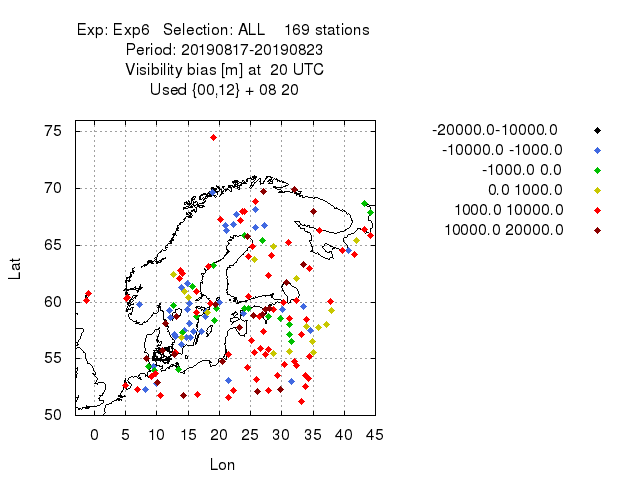 Exp: Exp6 Selection: ALL 169 stations
Period: 20190817-20190823
Visibility bias [m] at 20 UTC
Used {00,12} + 08 20
-20000.0-10000.0
-10000.0 -1000.0
-1000.0 0.0
0.0 1000.0
1000.0 10000.0
10000.0 20000.0
75
70
65
60
55
50
Lat
0 5 10 15 20 25 30 35 40 45
Lon